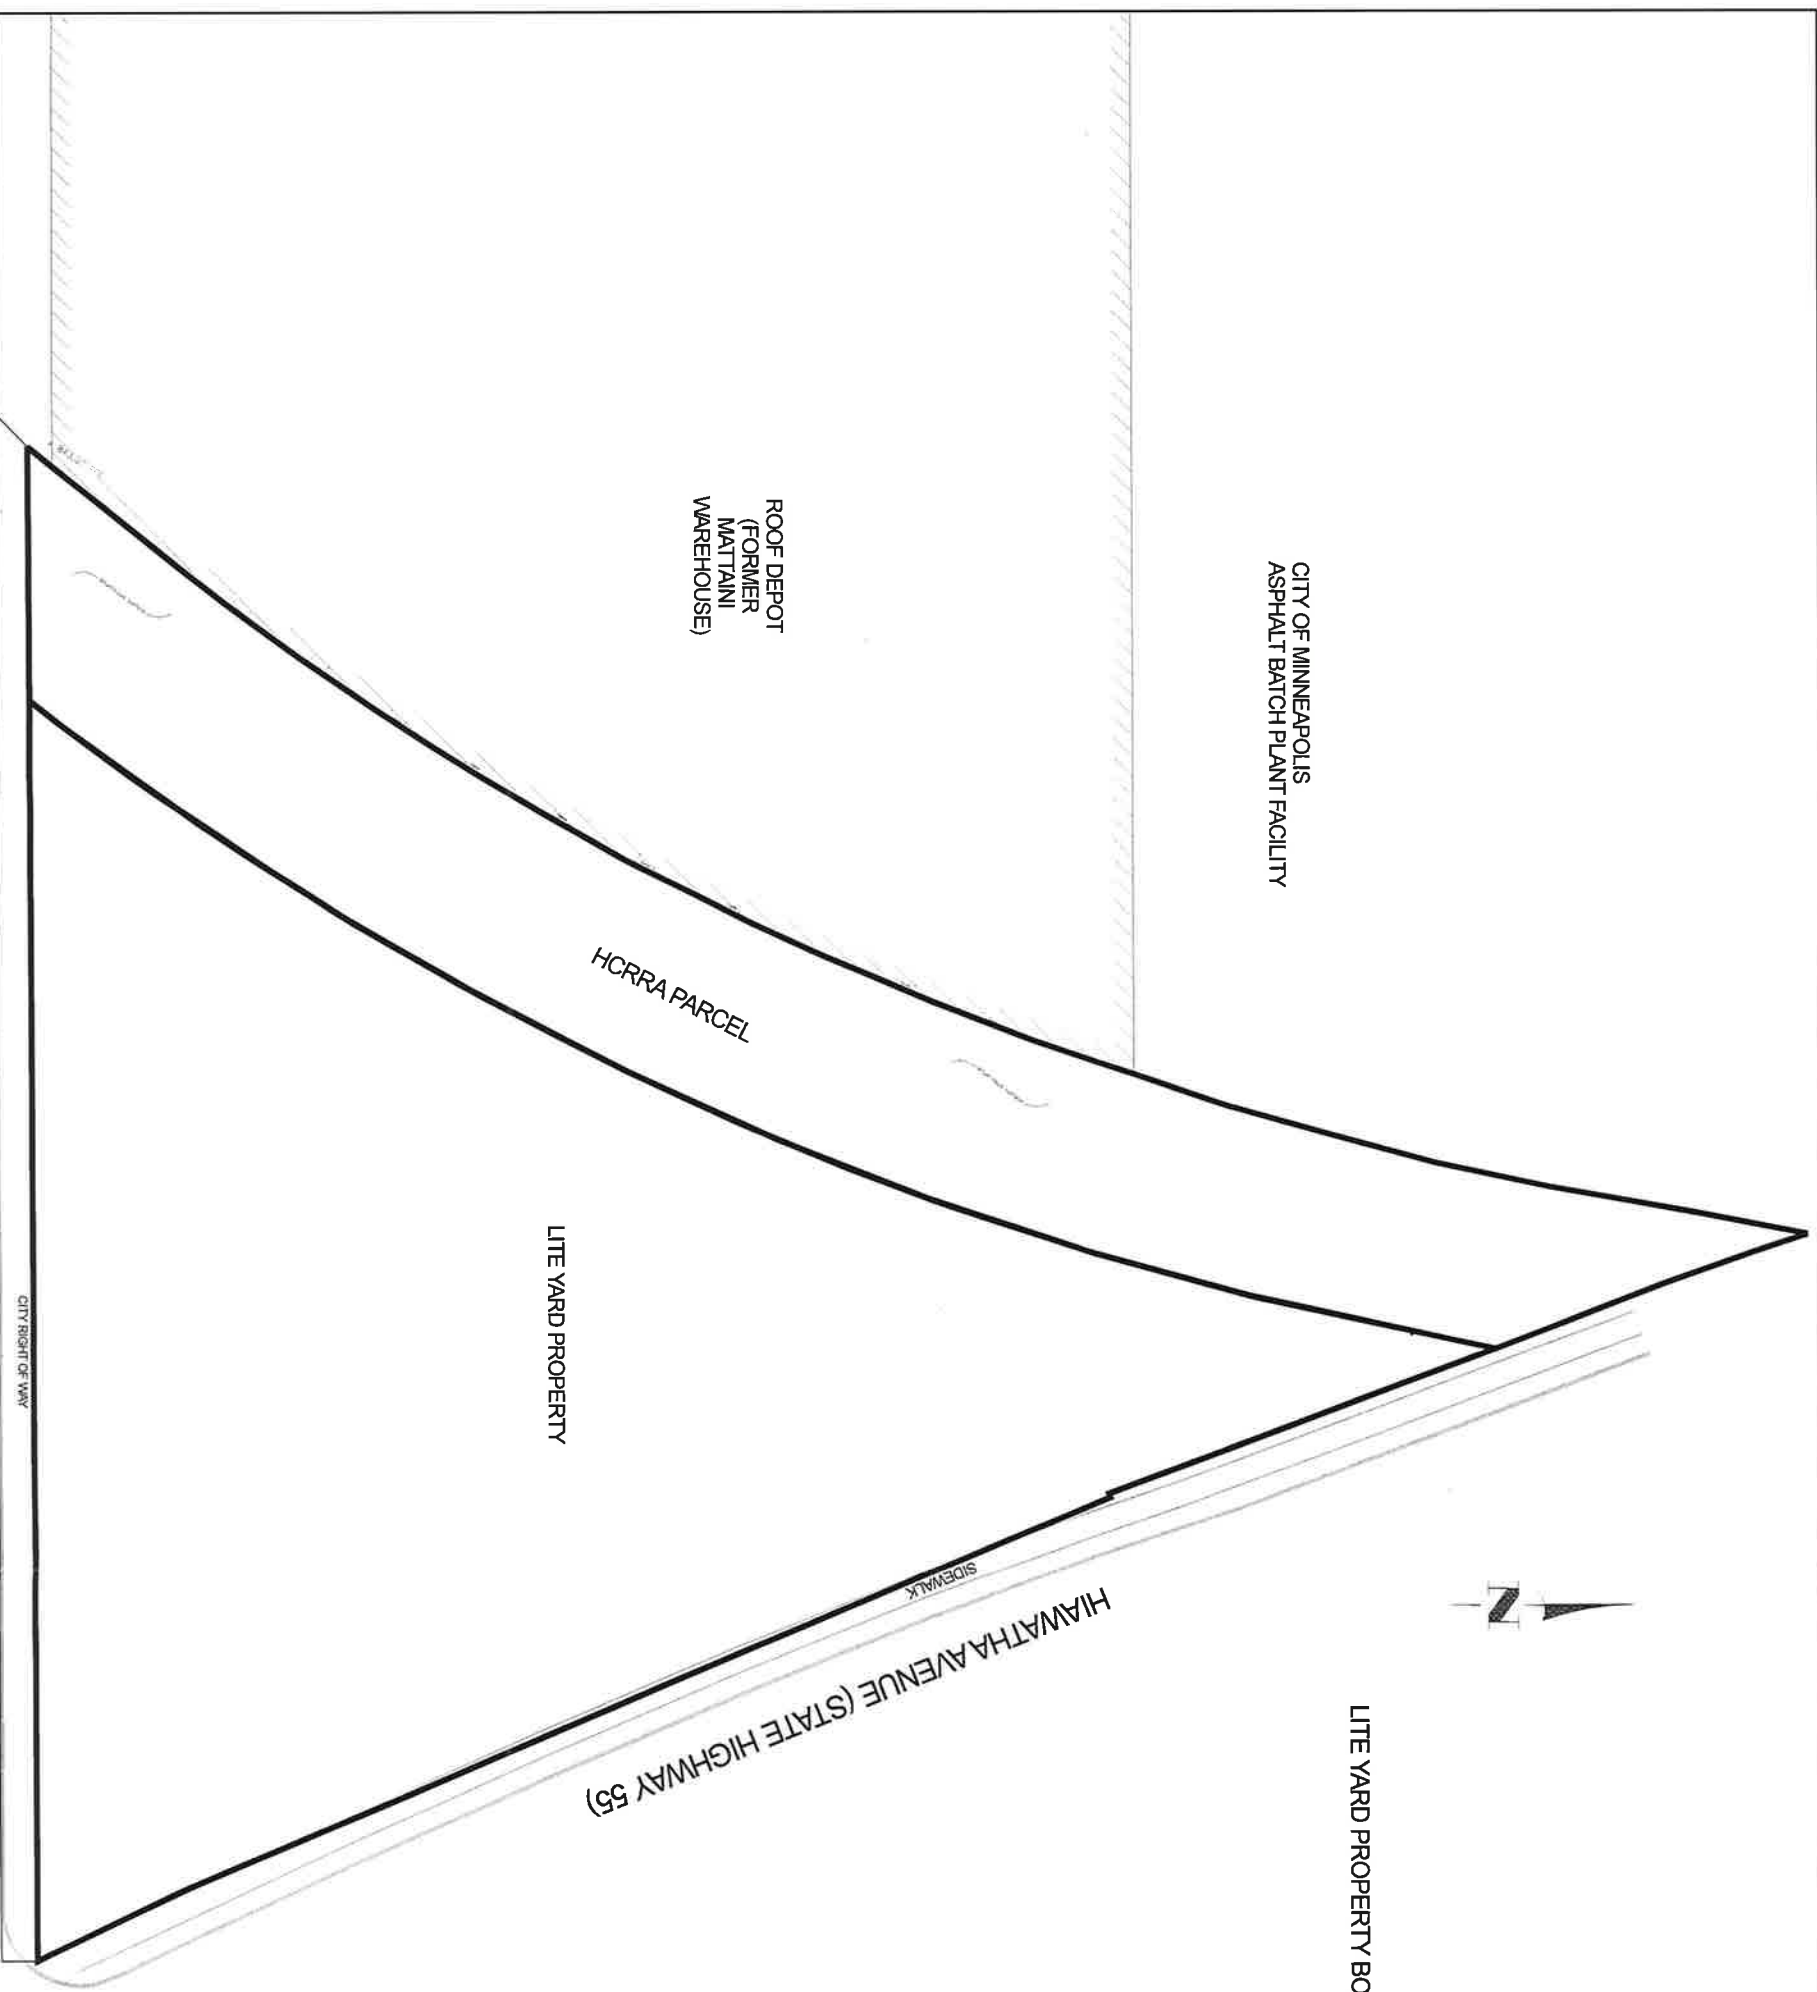 CITY OF MINNEAPOLIS
ASPHALT BATCH PLANT FACILITY
ROOF DEPOT
(FORMER
MATTAINI
WAREHOUSE)
HCRRA PARCEL
LITE YARD PROPERTY
CITY RIGHT OF WAY
SIDEWALK
HIAWATHA AVENUE (STATE HIGHWAY 55)
N
LITE YARD PROPERTY BO